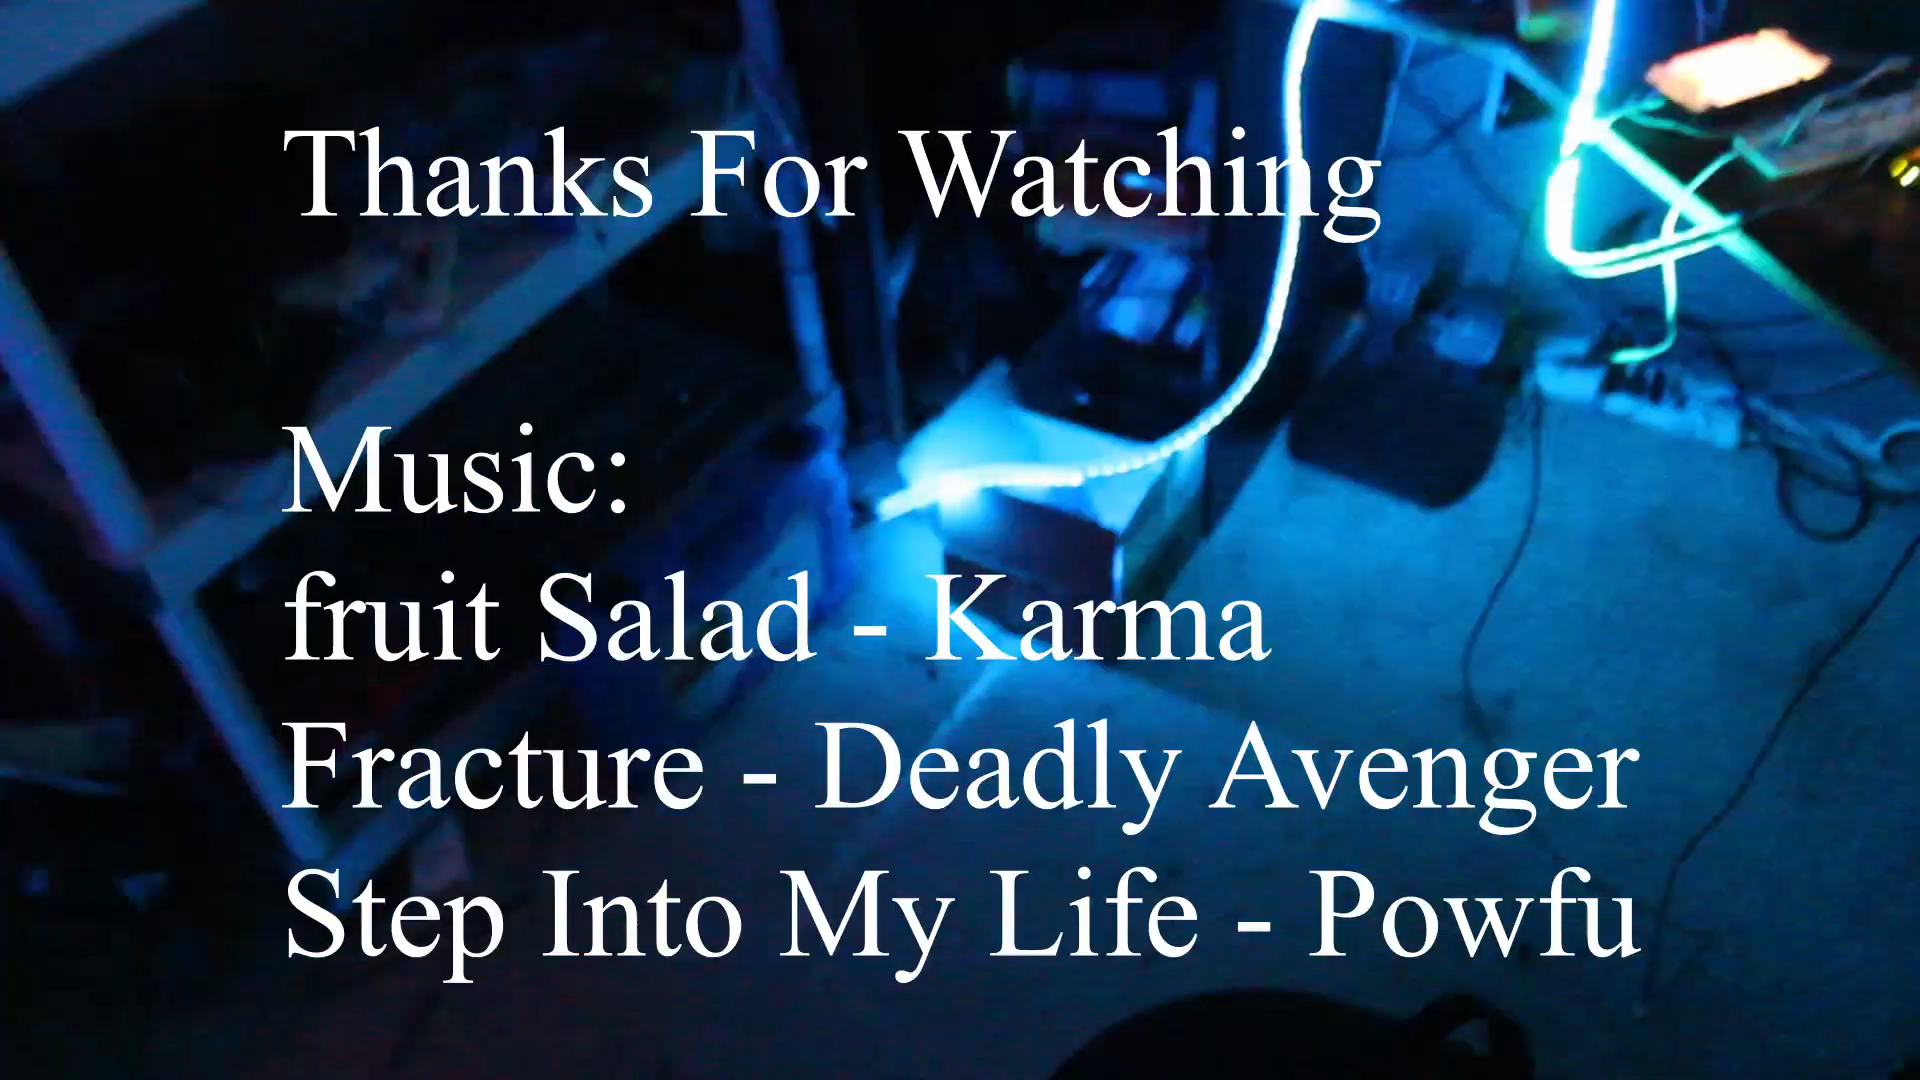 Thanks For Watching
Music:
fruit Salad - Karma
Fracture - Deadly Avenger
Step Into My Life - Powfu